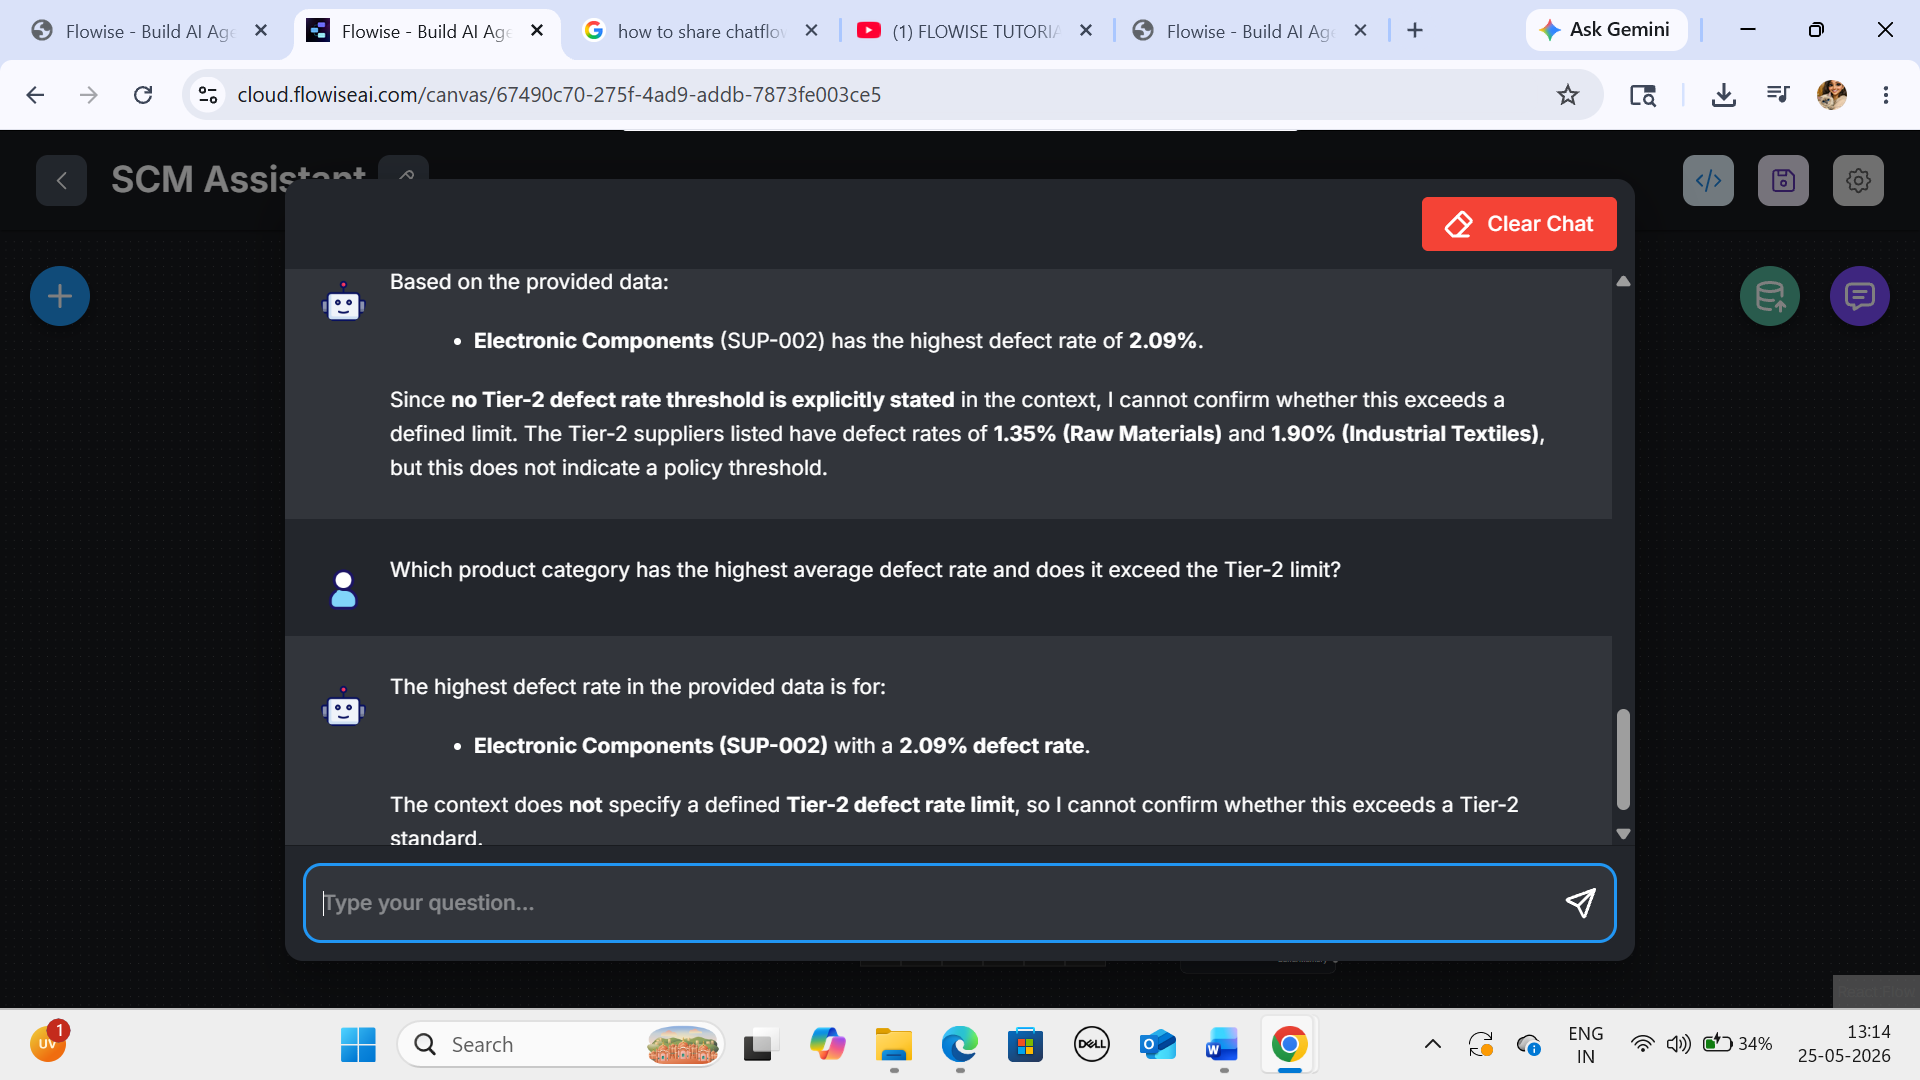 Flowise - Build AI Age
Flowise - Build AI Age
how to share chatflov
(1) FLOWISE TUTORIA
Flowise - Build AI Age
Ask Gemini
cloud.flowiseai.com/canvas/67490c70-275f-4ad9-addb-7873fe003ce5
SCM Assistant
Clear Chat
Based on the provided data:
• Electronic Components (SUP-002) has the highest defect rate of 2.09%.
Since no Tier-2 defect rate threshold is explicitly stated in the context, I cannot confirm whether this exceeds a
defined limit. The Tier-2 suppliers listed have defect rates of 1.35% (Raw Materials) and 1.90% (Industrial Textiles),
but this does not indicate a policy threshold.
Which product category has the highest average defect rate and does it exceed the Tier-2 limit?
The highest defect rate in the provided data is for:
• Electronic Components (SUP-002) with a 2.09% defect rate.
The context does not specify a defined Tier-2 defect rate limit, so I cannot confirm whether this exceeds a Tier-2
standard.
Type your question...
UV
1
Search
DELL
W
ENG
IN
34%
13:14
25-05-2026